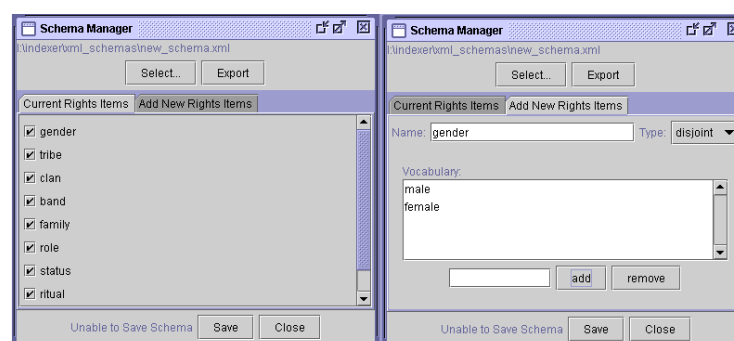 Schema Manager
l:\indexer\xml_schemas\new_schema.xml
Select... Export
Current Rights Items Add New Rights Items
gender
tribe
clan
band
family
role
status
ritual
Unable to Save Schema Save Close
Schema Manager
l:\indexer\xml_schemas\new_schema.xml
Select... Export
Current Rights Items Add New Rights Items
Name: gender Type: disjoint
Vocabulary:
male
female
add remove
Unable to Save Schema Save Close